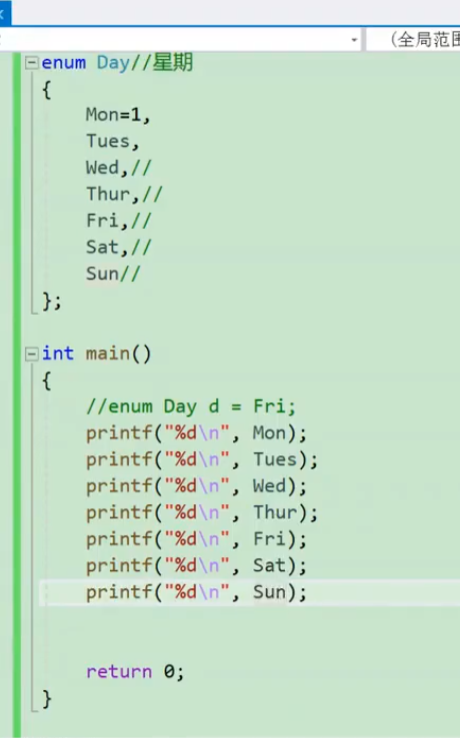 (全局范围
enum Day//星期
{
Mon=1,
Tues,
Wed,//
Thur,//
Fri,//
Sat,//
Sun//
};
int main()
{
//enum Day d = Fri;
printf("%d\n", Mon);
printf("%d\n", Tues);
printf("%d\n", Wed);
printf("%d\n", Thur);
printf("%d\n", Fri);
printf("%d\n", Sat);
printf("%d\n", Sun);
return 0;
}